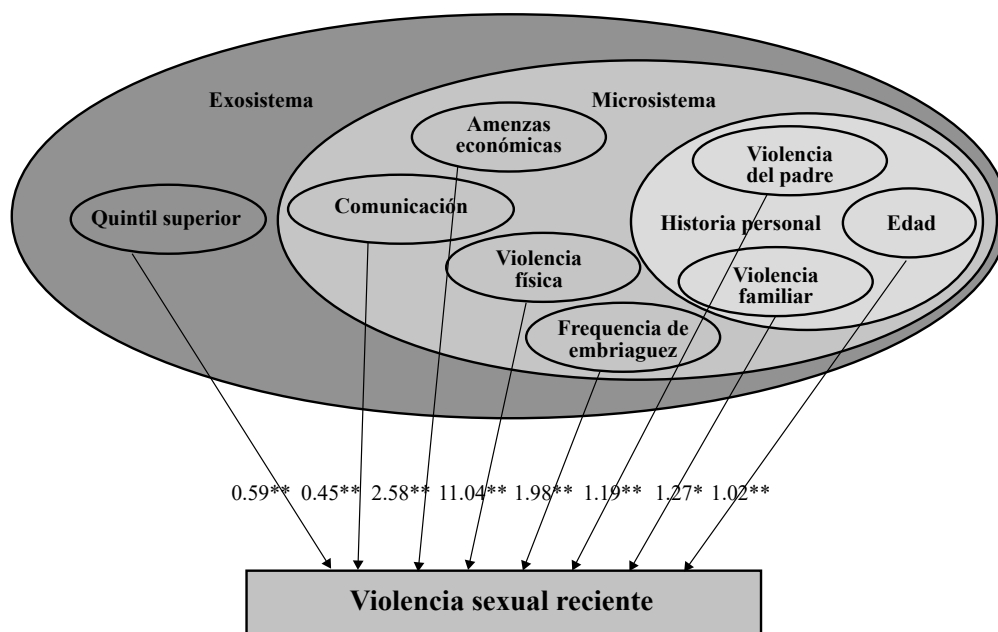 Exosistema
Microsistema
Amenzas
económicas
Violencia
del padre
Quintil superior
Comunicación
Historia personal
Edad
Violencia
física
Violencia
familiar
Frequencia de
embriaguez
0.59** 0.45** 2.58** 11.04** 1.98** 1.19** 1.27* 1.02**
Violencia sexual reciente